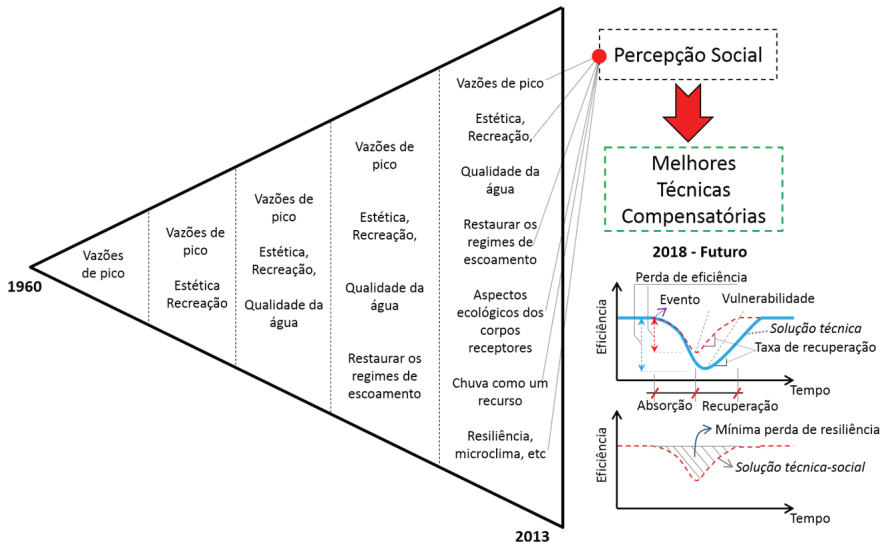 1960
Vazões
de pico
Vazões de
pico
Estética
Recreação
Vazões de
pico
Estética,
Recreação,
Qualidade da
água
Vazões de
pico
Estética,
Recreação,
Qualidade da
água
Restaurar os
regimes de
escoamento
Vazões de pico
Estética,
Recreação,
Qualidade da
água
Restaurar os
regimes de
escoamento
Aspectos
ecológicos dos
corpos
receptores
Chuva como um
recurso
Resiliência,
microclima, etc
2013
Percepção Social
Melhores
Técnicas
Compensatórias
2018 - Futuro
Perda de eficiência
Evento
Vulnerabilidade
Solução técnica
Taxa de recuperação
Eficiência
Tempo
Absorção
Recuperação
Mínima perda de resiliência
Solução técnica-social
Eficiência
Tempo